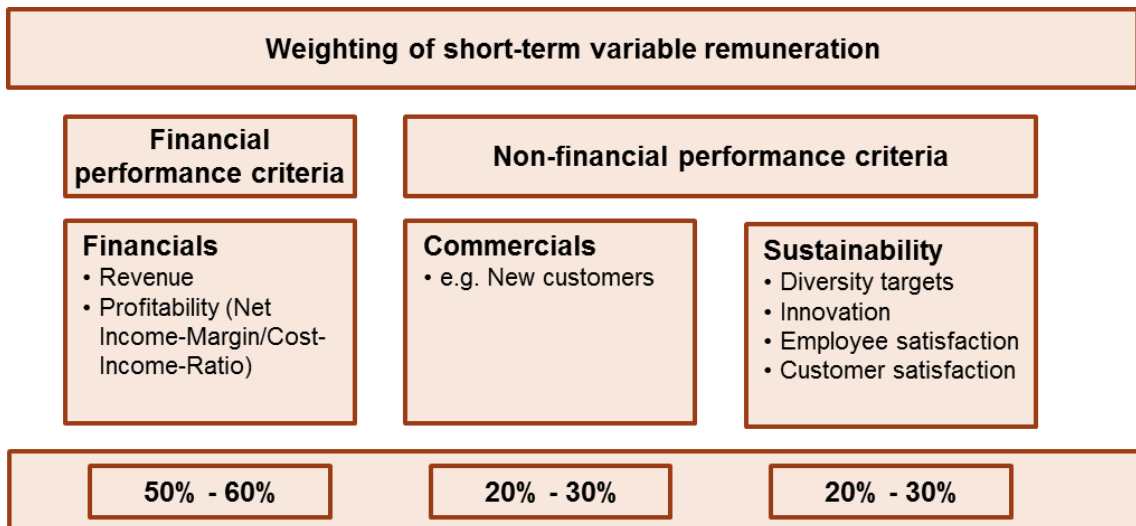 Weighting of short-term variable remuneration
Financial
performance criteria
Non-financial performance criteria
Financials
• Revenue
• Profitability (Net
Income-Margin/Cost-
Income-Ratio)
Commercials
• e.g. New customers
Sustainability
• Diversity targets
• Innovation
• Employee satisfaction
• Customer satisfaction
50% - 60%
20% - 30%
20% - 30%